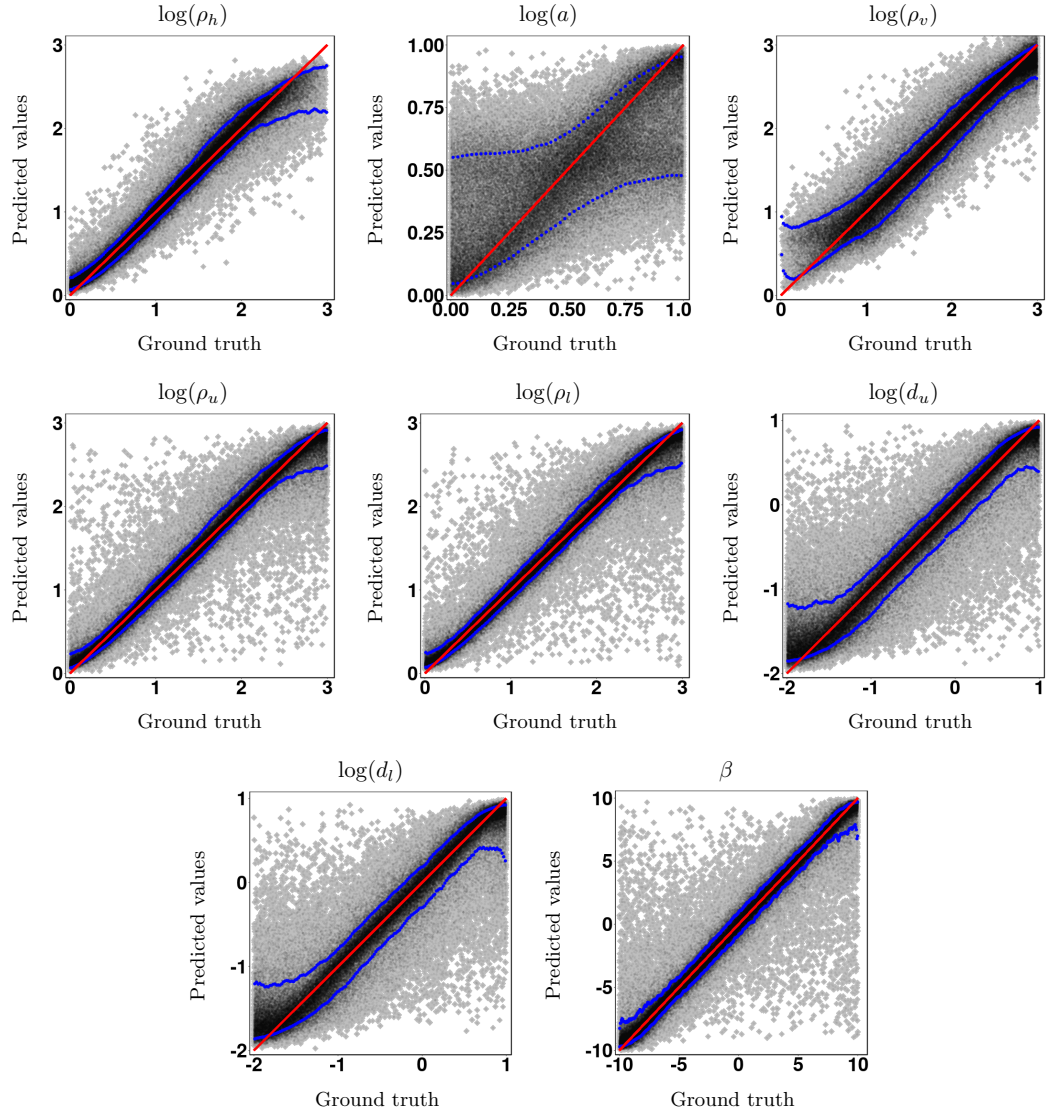 log(ρ_h) log(a) log(ρ_v)
3 1.00 3
2 0.75 2
0.50
1 0.25 1
0 0.00 0
Predicted values Predicted values Predicted values
0 1 2 3 0.00 0.25 0.50 0.75 1.0 0 1 2 3
Ground truth Ground truth Ground truth
log(ρ_u) log(ρ_l) log(d_u)
3 3 1
2 2 0
1 1 -1
0 0 -2
Predicted values Predicted values Predicted values
0 1 2 3 0 1 2 3 -2 -1 0 1
Ground truth Ground truth Ground truth
log(d_l) β
1 10
0 5
0
-1 -5
-2 -10
Predicted values Predicted values
-2 -1 0 1 -10 -5 0 5 10
Ground truth Ground truth